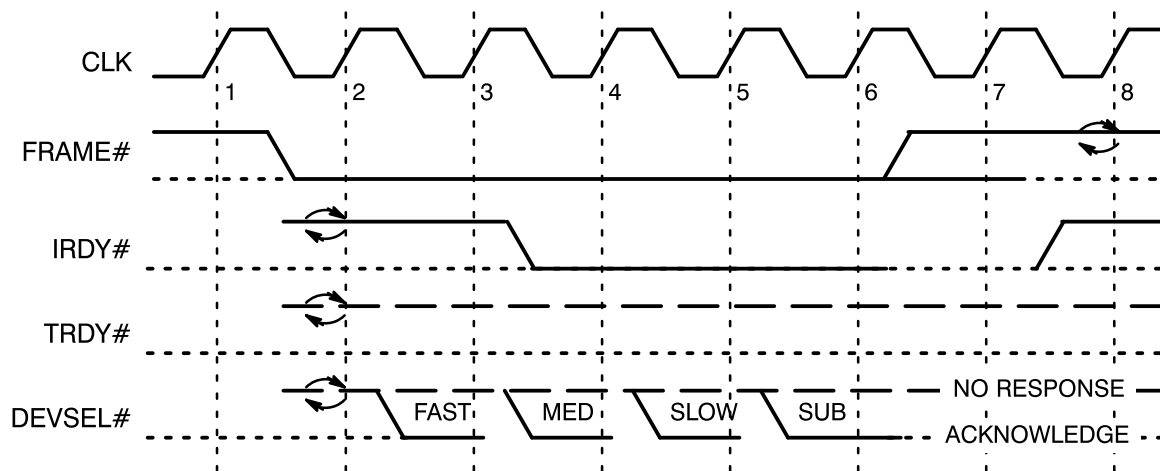 CLK
1 2 3 4 5 6 7 8
FRAME#
IRDY#
TRDY#
NO RESPONSE
DEVSEL# FAST MED SLOW SUB
ACKNOWLEDGE